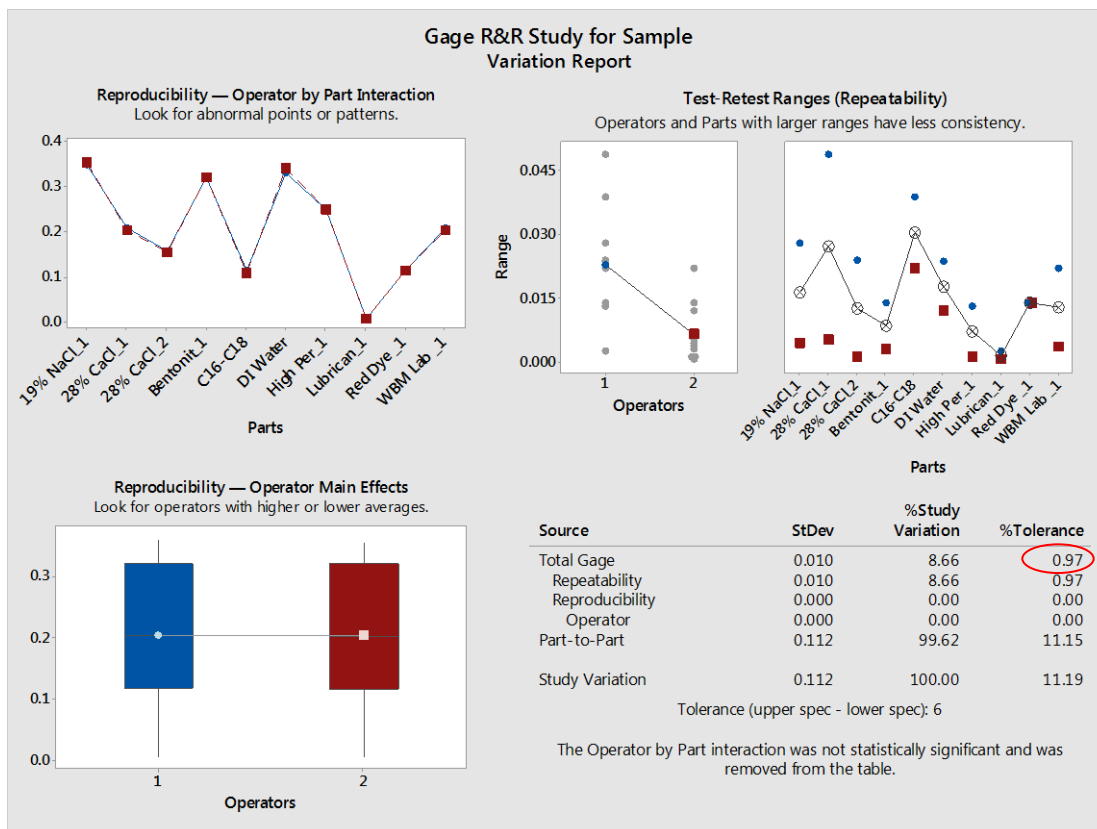 Gage R&R Study for Sample
Variation Report
Reproducibility — Operator by Part Interaction
Look for abnormal points or patterns.
0.4
0.3
0.2
0.1
0.0
19% NaCl_1
28% CaCl_1
28% CaCl_2
Bentonit_1
C16-C18
DI Water
High Per_1
Lubrican_1
Red Dye _1
WBM Lab _1
Parts
Test-Retest Ranges (Repeatability)
Operators and Parts with larger ranges have less consistency.
Range
0.045
0.030
0.015
0.000
1
2
Operators
19% NaCl_1
28% CaCl_1
28% CaCl_2
Bentonit_1
C16-C18
DI Water
High Per_1
Lubrican_1
Red Dye _1
WBM Lab _1
Parts
Reproducibility — Operator Main Effects
Look for operators with higher or lower averages.
0.3
0.2
0.1
0.0
1
2
Operators
%Study
Source StDev Variation %Tolerance
Total Gage 0.010 8.66 0.97
Repeatability 0.010 8.66 0.97
Reproducibility 0.000 0.00 0.00
Operator 0.000 0.00 0.00
Part-to-Part 0.112 99.62 11.15
Study Variation 0.112 100.00 11.19
Tolerance (upper spec - lower spec): 6
The Operator by Part interaction was not statistically significant and was
removed from the table.